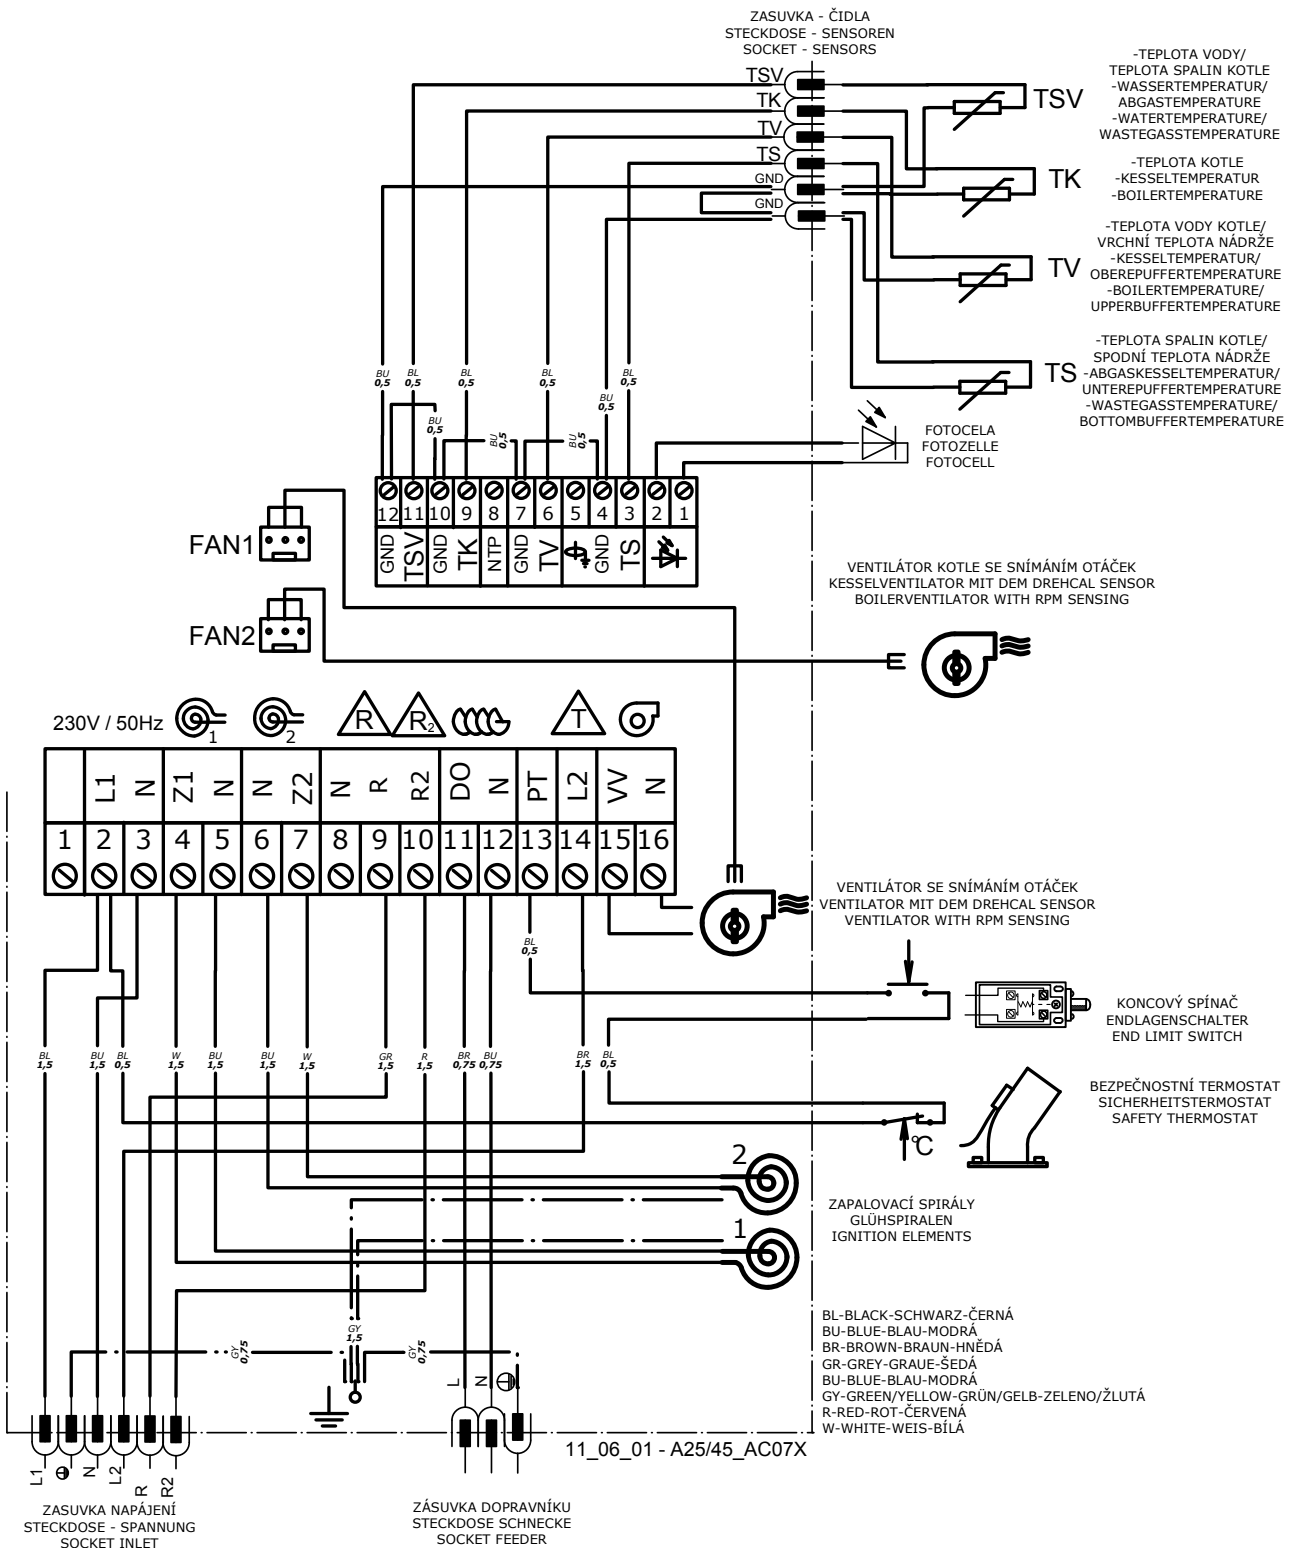 ZASUVKA - ČIDLA
STECKDOSE - SENSOREN
SOCKET - SENSORS
TSV
TK
TV
TS
GND
GND
TSV
-TEPLOTA VODY/
TEPLOTA SPALIN KOTLE
-WASSERTEMPERATUR/
ABGASTEMPERATURE
-WATERTEMPERATURE/
WASTEGASSTEMPERATURE
TK
-TEPLOTA KOTLE
-KESSELTEMPERATUR
-BOILERTEMPERATURE
TV
-TEPLOTA VODY KOTLE/
VRCHNÍ TEPLOTA NÁDRŽE
-KESSELTEMPERATUR/
OBEREPUFFERTEMPERATURE
-BOILERTEMPERATURE/
UPPERBUFFERTEMPERATURE
TS
-TEPLOTA SPALIN KOTLE/
SPODNÍ TEPLOTA NÁDRŽE
-ABGASKESSELTEMPERATUR/
UNTEREPUFFERTEMPERATURE
-WASTEGASSTEMPERATURE/
BOTTOMBUFFERTEMPERATURE
BU 0,5
BL 0,5
BL 0,5
BL 0,5
BU 0,5
BL 0,5
BU 0,5
BU 0,5
BU 0,5
FOTOCELA
FOTOZELLE
FOTOCELL
12 11 10 9 8 7 6 5 4 3 2 1
GND TSV GND TK NTP GND TV GND TS
FAN1
FAN2
VENTILÁTOR KOTLE SE SNÍMÁNÍM OTÁČEK
KESSELVENTILATOR MIT DEM DREHCAL SENSOR
BOILERVENTILATOR WITH RPM SENSING
230V / 50Hz
1
2
R
R2
T
L1 N Z1 N N Z2 N R R2 DO N PT L2 VV N
1 2 3 4 5 6 7 8 9 10 11 12 13 14 15 16
VENTILÁTOR SE SNÍMÁNÍM OTÁČEK
VENTILATOR MIT DEM DREHCAL SENSOR
VENTILATOR WITH RPM SENSING
BL 0,5
KONCOVÝ SPÍNAČ
ENDLAGENSCHALTER
END LIMIT SWITCH
BL 1,5
BU 1,5
BL 0,5
W 1,5
BU 1,5
BU 1,5
W 1,5
GR 1,5
R 1,5
BR 0,75
BU 0,75
BR 1,5
BL 0,5
BEZPEČNOSTNÍ TERMOSTAT
SICHERHEITSTERMOSTAT
SAFETY THERMOSTAT
°C
2
1
ZAPALOVACÍ SPIRÁLY
GLÜHSPIRALEN
IGNITION ELEMENTS
BL-BLACK-SCHWARZ-ČERNÁ
BU-BLUE-BLAU-MODRÁ
BR-BROWN-BRAUN-HNĚDÁ
GR-GREY-GRAUE-ŠEDÁ
BU-BLUE-BLAU-MODRÁ
GY-GREEN/YELLOW-GRÜN/GELB-ZELENO/ŽLUTÁ
R-RED-ROT-ČERVENÁ
W-WHITE-WEIS-BÍLÁ
GY 0,75
GY 1,5
GY 0,75
L
N
11_06_01 - A25/45_AC07X
L1
N
L2
R
R2
ZASUVKA NAPÁJENÍ
STECKDOSE - SPANNUNG
SOCKET INLET
ZÁSUVKA DOPRAVNÍKU
STECKDOSE SCHNECKE
SOCKET FEEDER